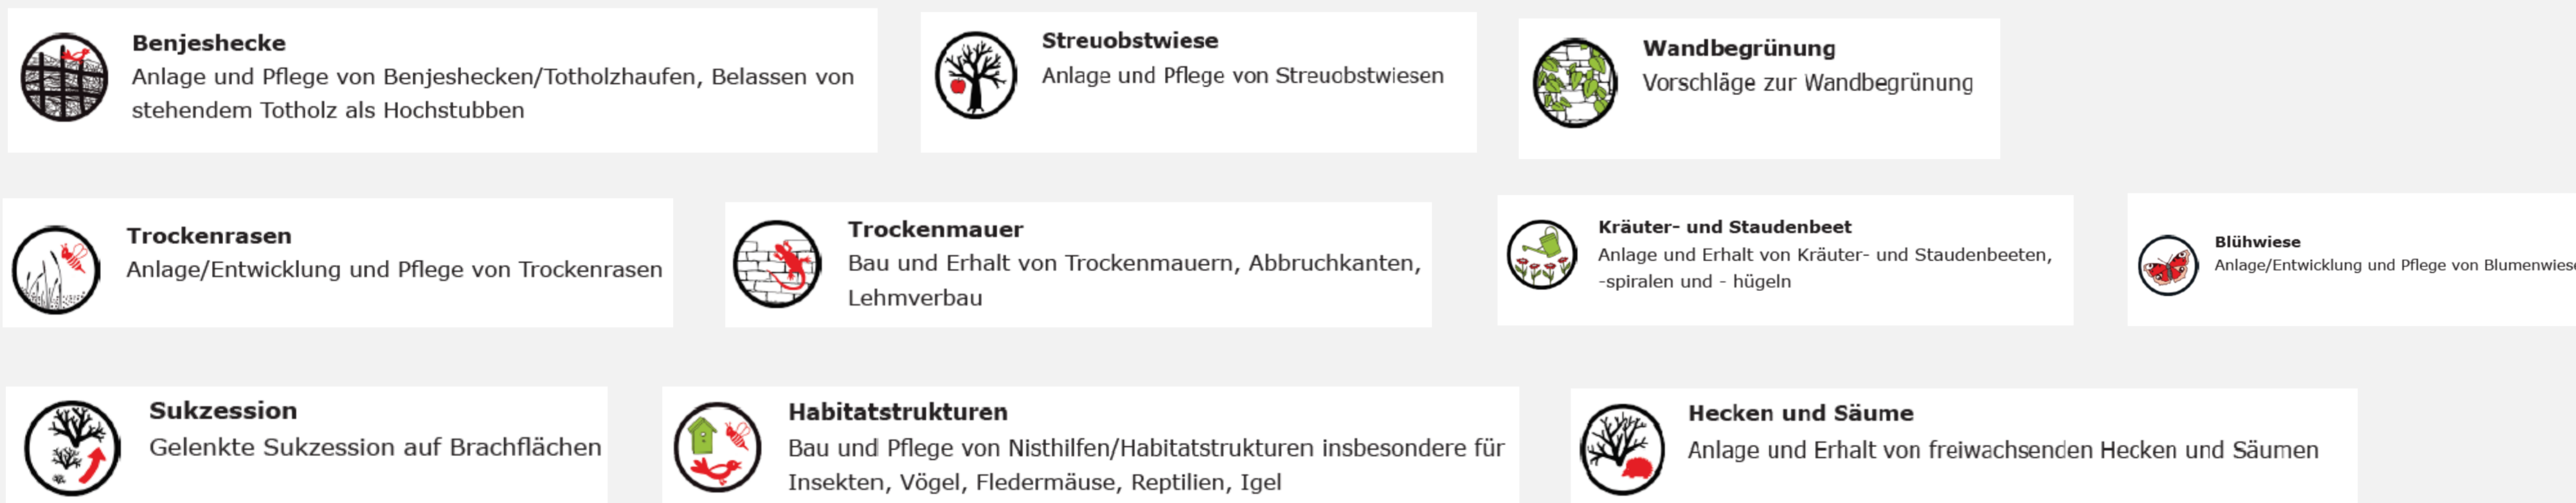 Benjeshecke
Anlage und Pflege von Benjeshecken/Totholzhaufen, Belassen von
stehendem Totholz als Hochstubben
Streuobstwiese
Anlage und Pflege von Streuobstwiesen
Wandbegrünung
Vorschläge zur Wandbegrünung
Trockenrasen
Anlage/Entwicklung und Pflege von Trockenrasen
Trockenmauer
Bau und Erhalt von Trockenmauern, Abbruchkanten,
Lehmverbau
Kräuter- und Staudenbeet
Anlage und Erhalt von Kräuter- und Staudenbeeten,
-spiralen und - hügeln
Blühwiese
Anlage/Entwicklung und Pflege von Blumenwiese
Sukzession
Gelenkte Sukzession auf Brachflächen
Habitatstrukturen
Bau und Pflege von Nisthilfen/Habitatstrukturen insbesondere für
Insekten, Vögel, Fledermäuse, Reptilien, Igel
Hecken und Säume
Anlage und Erhalt von freiwachsenden Hecken und Säumen